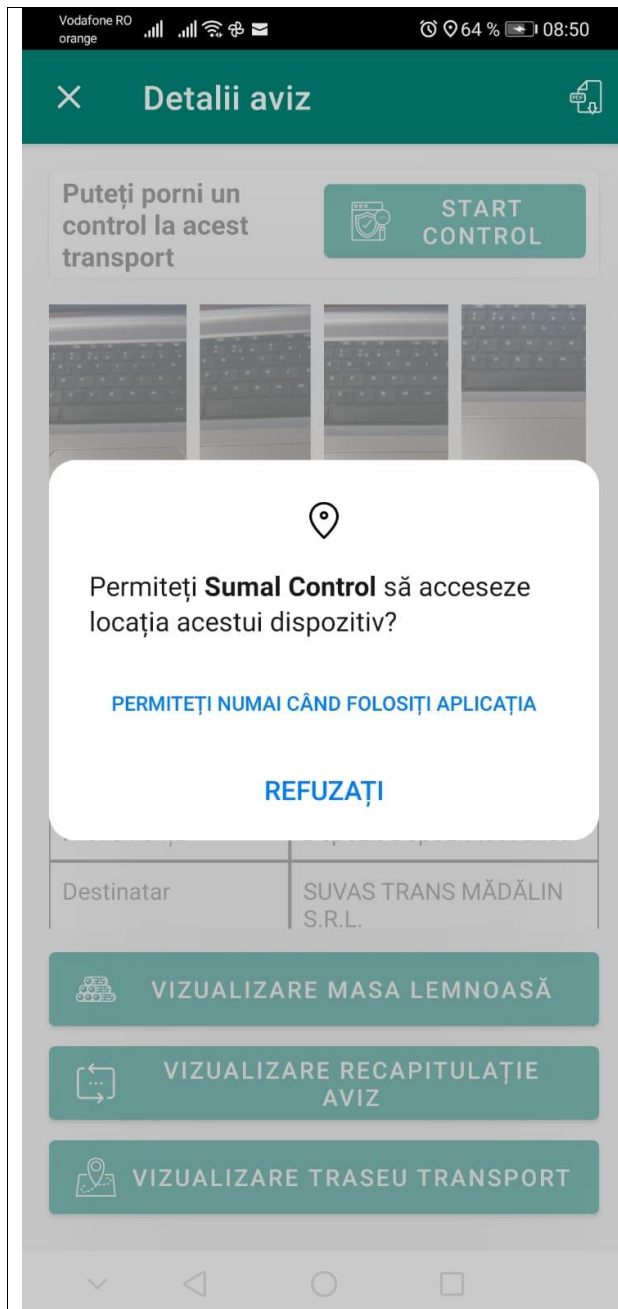 Vodafone RO
orange
64 %
08:50
Detalii aviz
PDF
Puteți porni un
control la acest
transport
START
CONTROL
Permiteți Sumal Control să acceseze
locația acestui dispozitiv?
PERMITEȚI NUMAI CÂND FOLOSIȚI APLICAȚIA
REFUZAȚI
Destinatar
SUVAS TRANS MĂDĂLIN
S.R.L.
VIZUALIZARE MASA LEMNOASĂ
VIZUALIZARE RECAPITULAȚIE
AVIZ
VIZUALIZARE TRASEU TRANSPORT